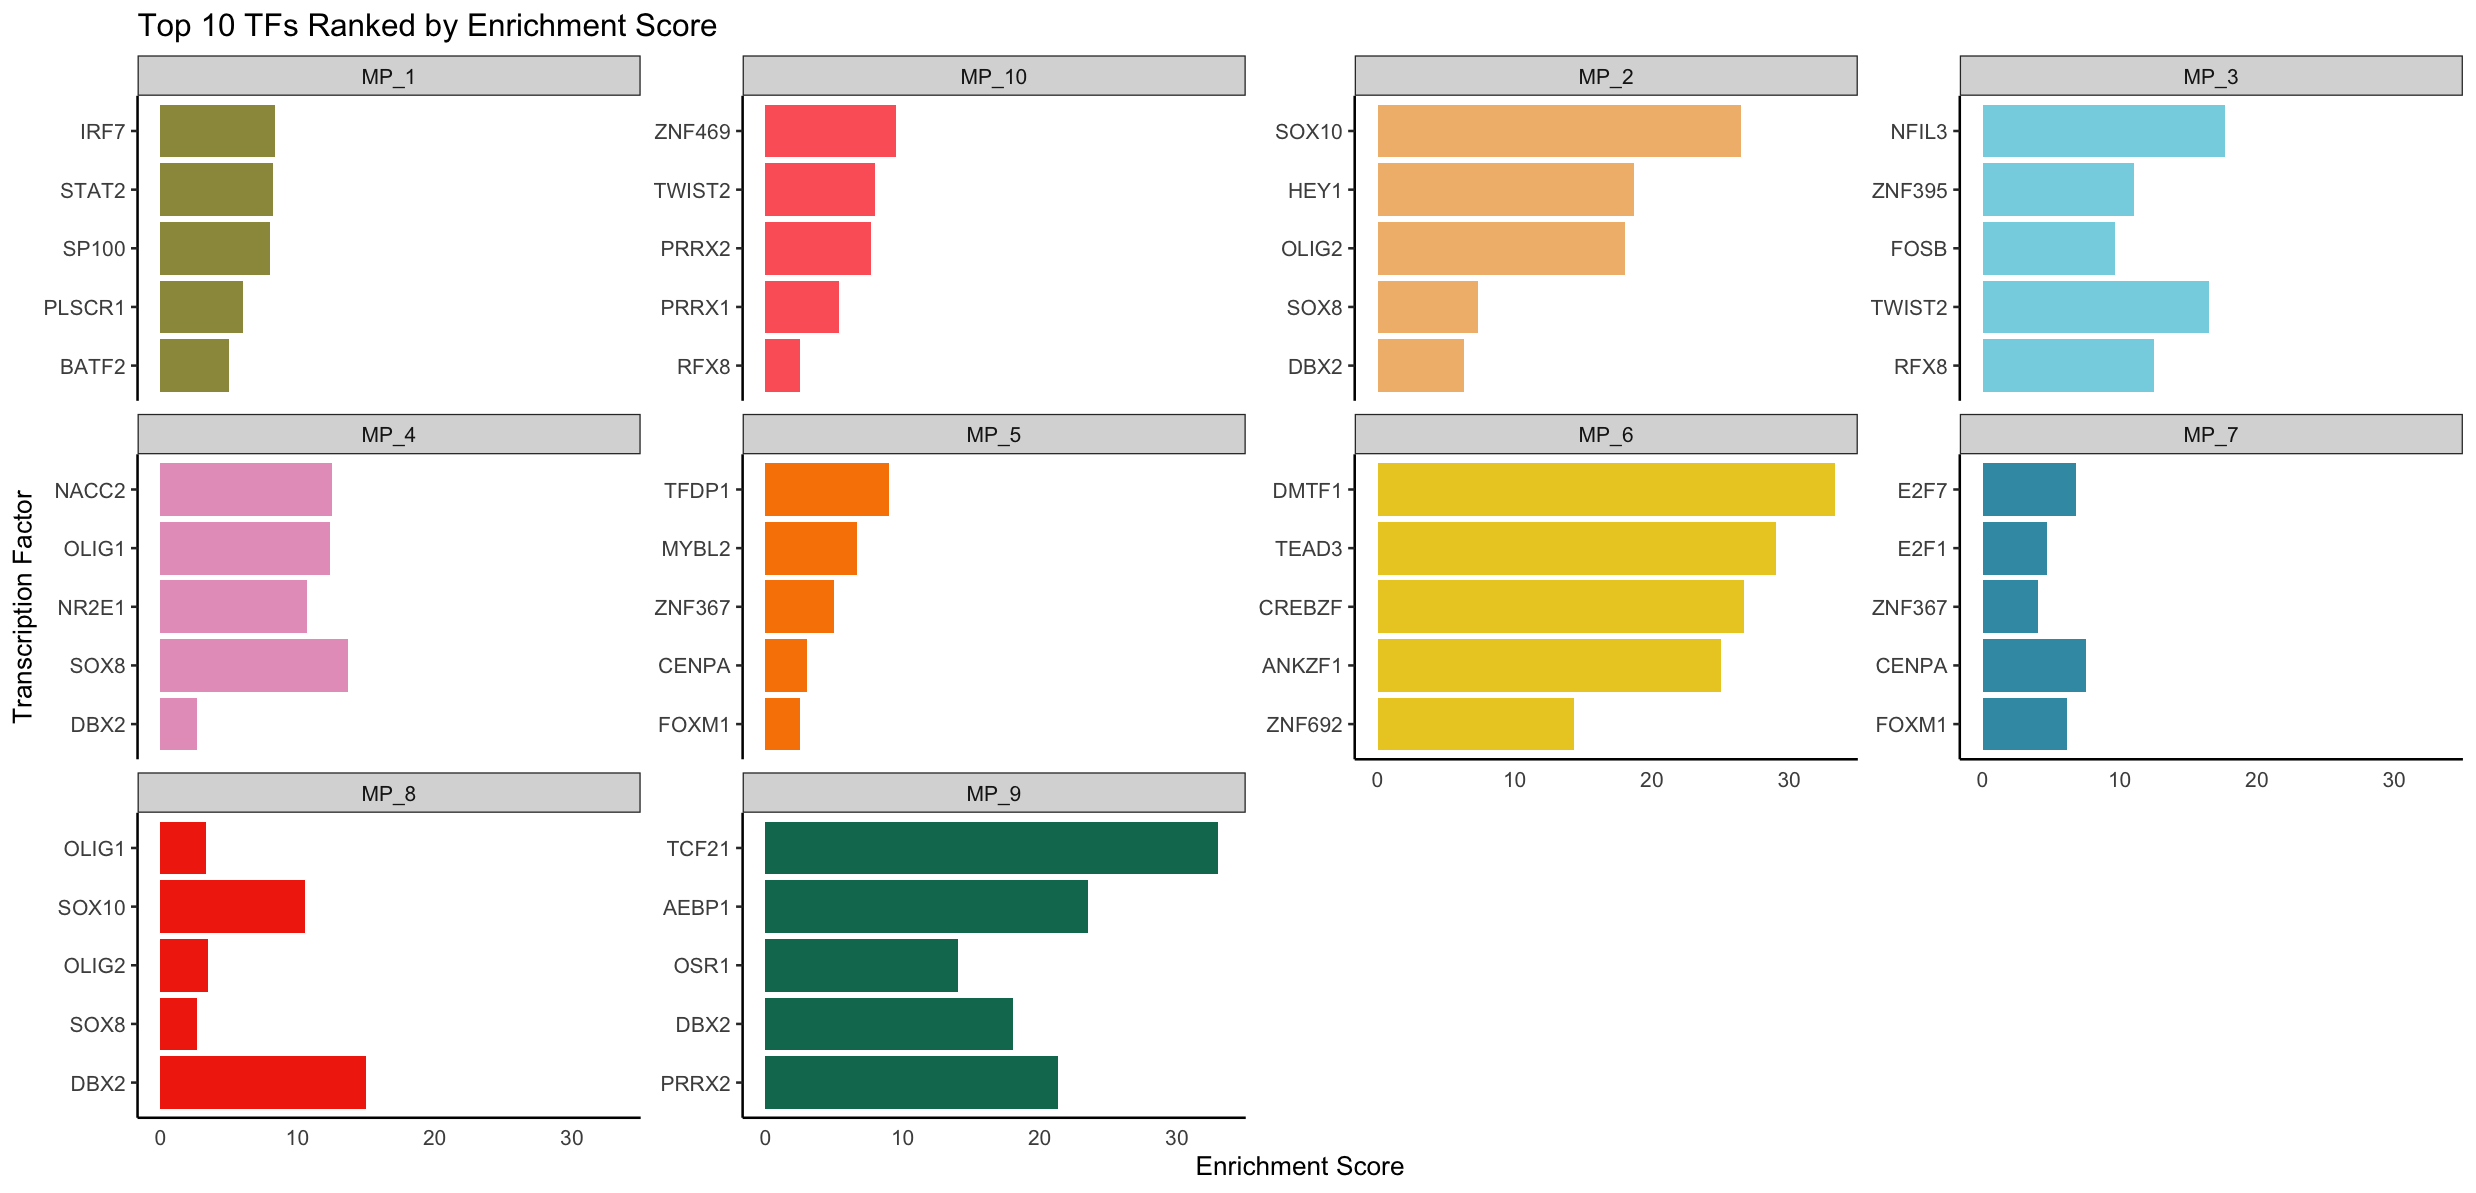 Top 10 TFs Ranked by Enrichment Score
MP_1
IRF7
STAT2
SP100
PLSCR1
BATF2
MP_10
ZNF469
TWIST2
PRRX2
PRRX1
RFX8
MP_2
SOX10
HEY1
OLIG2
SOX8
DBX2
MP_3
NFIL3
ZNF395
FOSB
TWIST2
RFX8
Transcription Factor
MP_4
NACC2
OLIG1
NR2E1
SOX8
DBX2
MP_5
TFDP1
MYBL2
ZNF367
CENPA
FOXM1
MP_6
DMTF1
TEAD3
CREBZF
ANKZF1
ZNF692
0 10 20 30
MP_7
E2F7
E2F1
ZNF367
CENPA
FOXM1
0 10 20 30
MP_8
OLIG1
SOX10
OLIG2
SOX8
DBX2
0 10 20 30
MP_9
TCF21
AEBP1
OSR1
DBX2
PRRX2
0 10 20 30
Enrichment Score